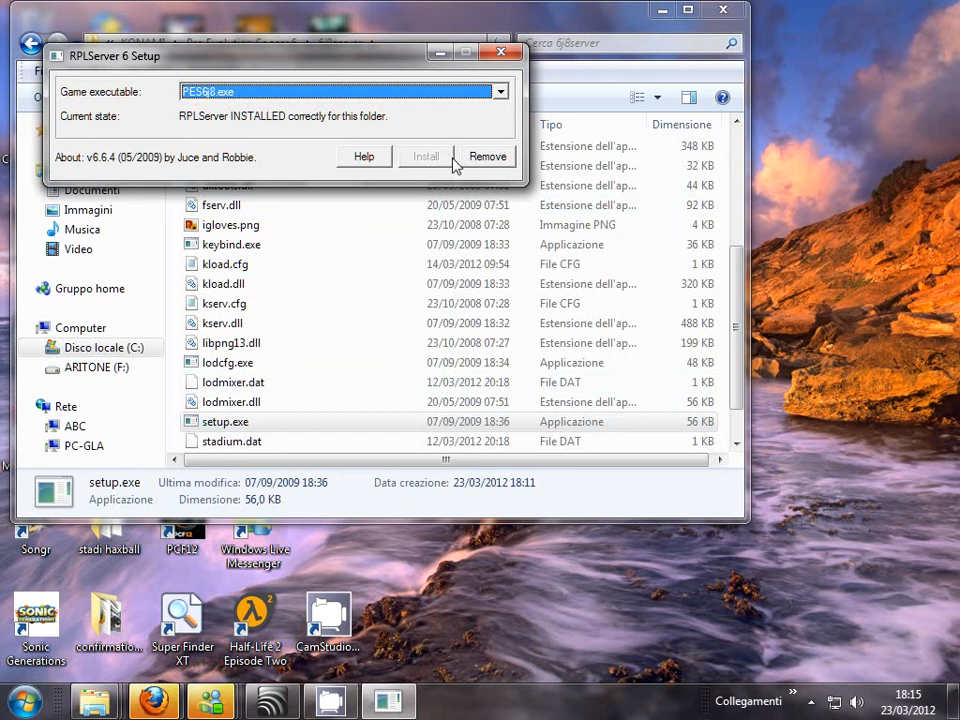 RPLServer 6 Setup
Game executable:
PES6j8.exe
Current state:
RPLServer INSTALLED correctly for this folder.
About: v6.6.4 (05/2009) by Juce and Robbie.
Help
Install
Remove
Cerca 6j8server
Tipo
Dimensione
Estensione dell'ap...
348 KB
Estensione dell'ap...
32 KB
Estensione dell'ap...
44 KB
fserv.dll
20/05/2009 07:51
Estensione dell'ap...
92 KB
igloves.png
23/10/2008 07:28
Immagine PNG
4 KB
keybind.exe
07/09/2009 18:33
Applicazione
36 KB
kload.cfg
14/03/2012 09:54
File CFG
1 KB
kload.dll
07/09/2009 18:33
Estensione dell'ap...
320 KB
kserv.cfg
23/10/2008 07:28
File CFG
1 KB
kserv.dll
07/09/2009 18:32
Estensione dell'ap...
488 KB
libpng13.dll
23/10/2008 07:27
Estensione dell'ap...
199 KB
lodcfg.exe
07/09/2009 18:34
Applicazione
48 KB
lodmixer.dat
12/03/2012 20:18
File DAT
1 KB
lodmixer.dll
20/05/2009 07:51
Estensione dell'ap...
56 KB
setup.exe
07/09/2009 18:36
Applicazione
56 KB
stadium.dat
12/03/2012 20:18
File DAT
1 KB
Documenti
Immagini
Musica
Video
Gruppo home
Computer
Disco locale (C:)
ARITONE (F:)
Rete
ABC
PC-GLA
setup.exe
Ultima modifica: 07/09/2009 18:36
Data creazione: 23/03/2012 18:11
Applicazione
Dimensione: 56,0 KB
Songr
stadi haxball
PCF12
Windows Live
Messenger
Sonic
Generations
confirmatio...
Super Finder
XT
Half-Life 2
Episode Two
CamStudio...
Collegamenti
18:15
23/03/2012